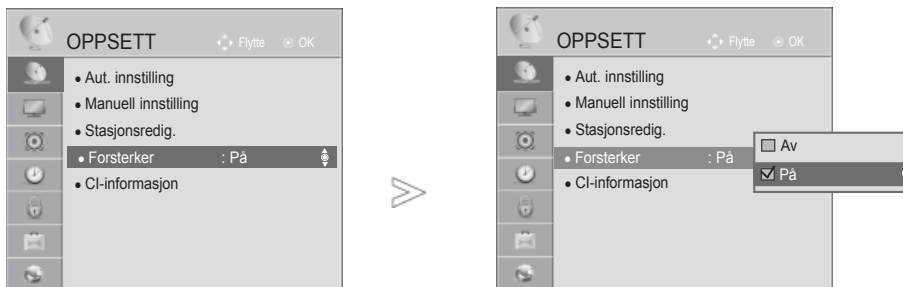 OPPSETT Flytte OK
• Aut. innstilling
• Manuell innstilling
• Stasjonsredig.
• Forsterker : På
• CI-informasjon
OPPSETT Flytte OK
• Aut. innstilling
• Manuell innstilling
• Stasjonsredig.
• Forsterker : På
• CI-informasjon
Av
På